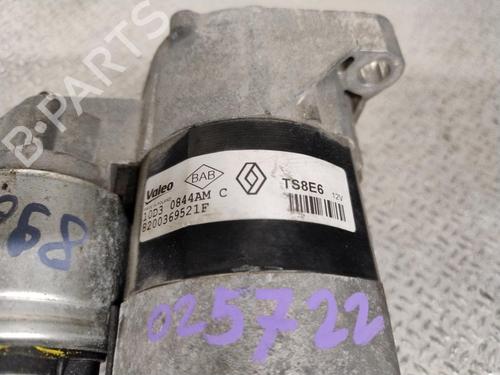 B-PARTS
Valeo BAB TS8E6 12V
10D3 0844AM C
8200369521F
025722